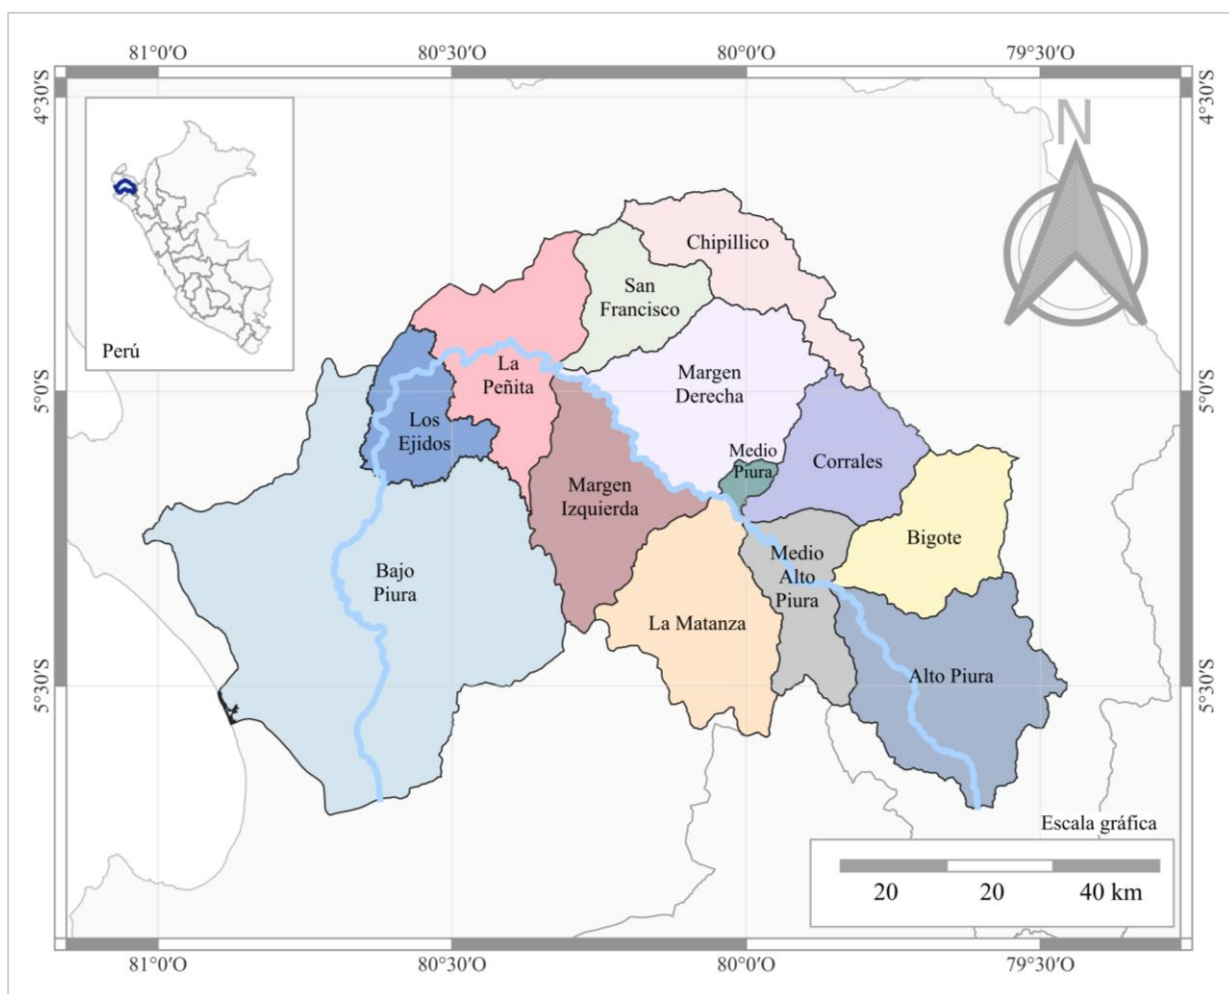 81°0′O 80°30′O 80°0′O 79°30′O
4°30′S 4°30′S
N
Perú
Chipillico
San
Francisco
La
Peñita
Margen
Derecha
5°0′S 5°0′S
Los
Ejidos
Medio
Piura
Corrales
Margen
Izquierda
Bigote
Medio
Alto
Piura
Bajo
Piura
La Matanza
Alto Piura
5°30′S 5°30′S
Escala gráfica
20 20 40 km
81°0′O 80°30′O 80°0′O 79°30′O